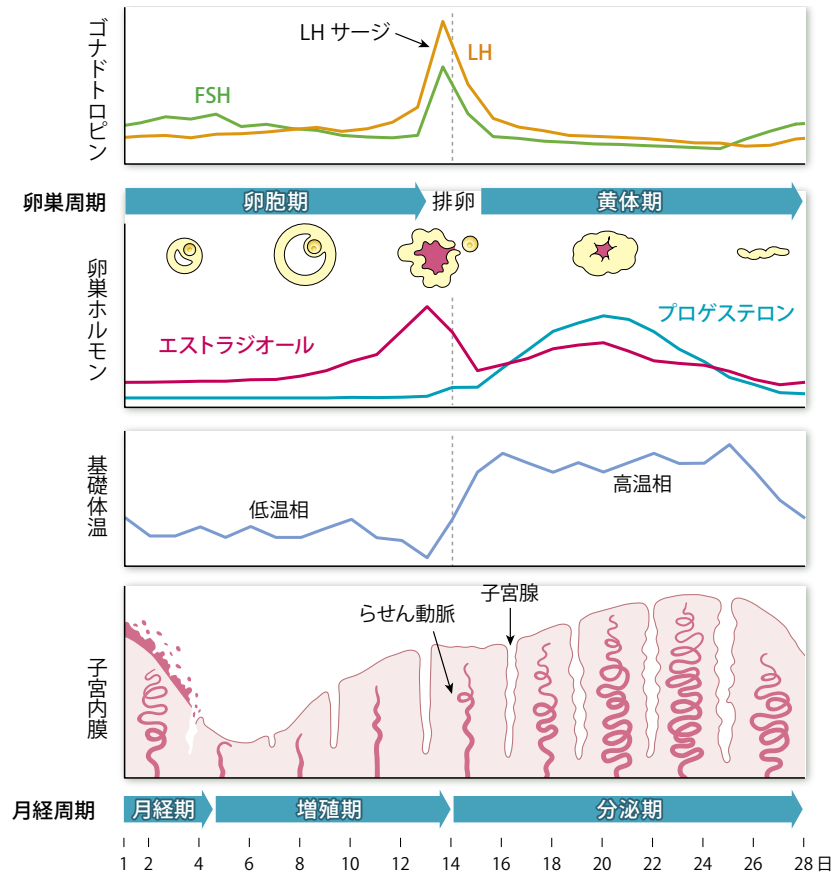 ゴナドトロピン
LH サージ
LH
FSH
卵巣周期
卵胞期
排卵
黄体期
卵巣ホルモン
プロゲステロン
エストラジオール
基礎体温
低温相
高温相
子宮内膜
子宮腺
らせん動脈
月経周期
月経期
増殖期
分泌期
1 2 4 6 8 10 12 14 16 18 20 22 24 26 28 日